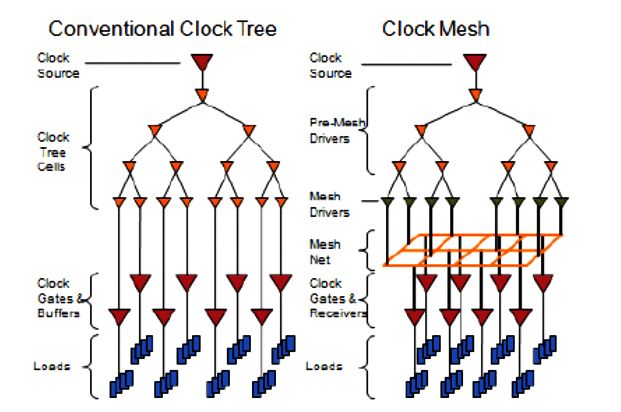 Conventional Clock Tree
Clock Mesh
Clock
Source
Clock
Tree
Cells
Clock
Gates &
Buffers
Loads
Clock
Source
Pre-Mesh
Drivers
Mesh
Drivers
Mesh
Net
Clock
Gates &
Receivers
Loads